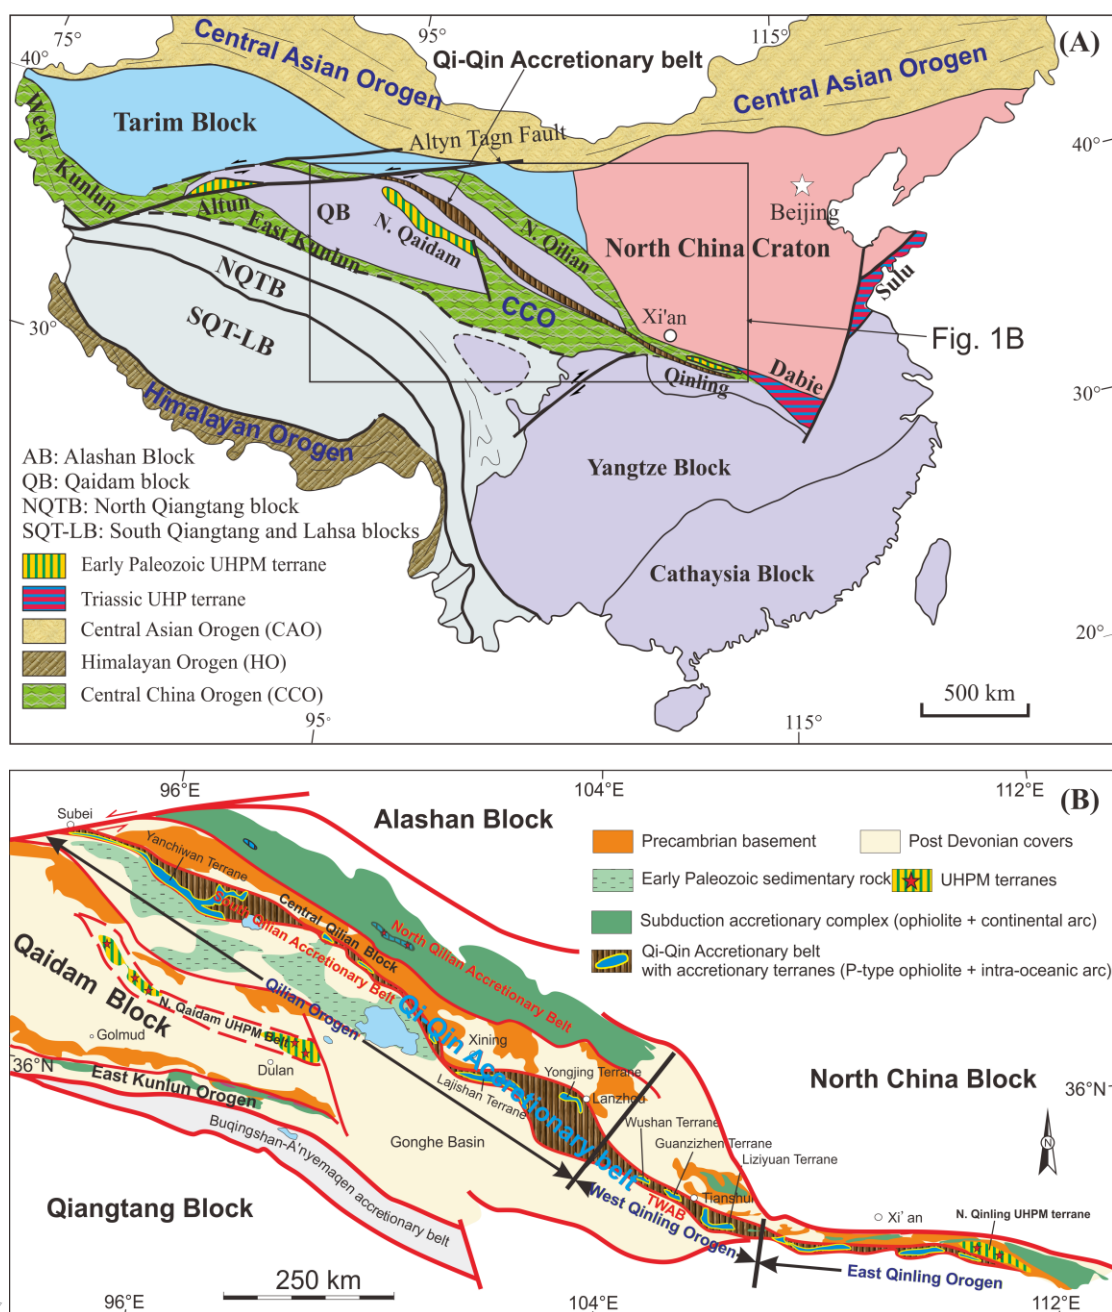 75°
95°
115°
(A)
40°
Central Asian Orogen
Qi-Qin Accretionary belt
Central Asian Orogen
West Kunlun
Tarim Block
Altyn Tagn Fault
40°
Beijing
Altun
QB
N. Qaidam
N. Qilian
North China Craton
East Kunlun
NQTB
SQT-LB
CCO
Xi'an
Sulu
30°
Fig. 1B
Qinling
Dabie
30°
Himalayan Orogen
AB: Alashan Block
QB: Qaidam block
NQTB: North Qiangtang block
SQT-LB: South Qiangtang and Lahsa blocks
Yangtze Block
Early Paleozoic UHPM terrane
Triassic UHP terrane
Central Asian Orogen (CAO)
Himalayan Orogen (HO)
Central China Orogen (CCO)
Cathaysia Block
20°
500 km
95°
115°
96°E
104°E
112°E
(B)
Subei
Alashan Block
Yanchiwan Terrane
Precambrian basement
Post Devonian covers
Early Paleozoic sedimentary rock
UHPM terranes
Subduction accretionary complex (ophiolite + continental arc)
Qi-Qin Accretionary belt
with accretionary terranes (P-type ophiolite + intra-oceanic arc)
South Qilian Accretionary Belt
Central Qilian Block
North Qilian Accretionary Belt
Qaidam Block
N. Qaidam UHPM Belt
Qilian Orogen
Qi-Qin Accretionary belt
Golmud
Dulan
Xining
Yongjing Terrane
Lanzhou
Lajishan Terrane
36°N
East Kunlun Orogen
North China Block
36°N
N
Buqingshan-A'nyemaqen accretionary belt
Gonghe Basin
Wushan Terrane
Guanzizhen Terrane
Liziyuan Terrane
Tianshui
TWAB
West Qinling Orogen
Qiangtang Block
Xi' an
N. Qinling UHPM terrane
East Qinling Orogen
250 km
96°E
104°E
112°E